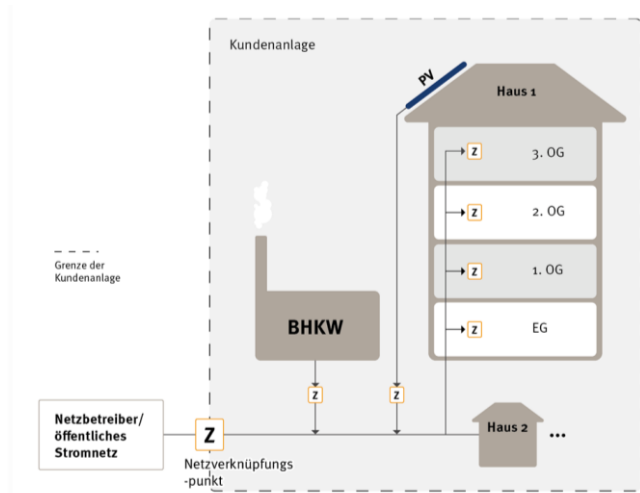 Kundenanlage
PV
Haus 1
Z
3. OG
Z
2. OG
Z
1. OG
Z
EG
Grenze der
Kundenanlage
BHKW
Z
Z
Netzbetreiber/
öffentliches
Stromnetz
Z
Netzverknüpfungs
-punkt
Haus 2
...